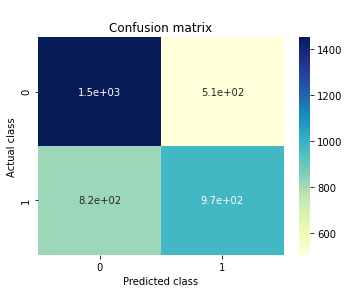 Confusion matrix
1400
0
1.5e+03
5.1e+02
1200
Actual class
1000
1
8.2e+02
9.7e+02
800
600
0
1
Predicted class